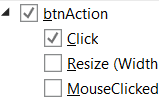 btnAction
Click
Resize (Width
MouseClicked